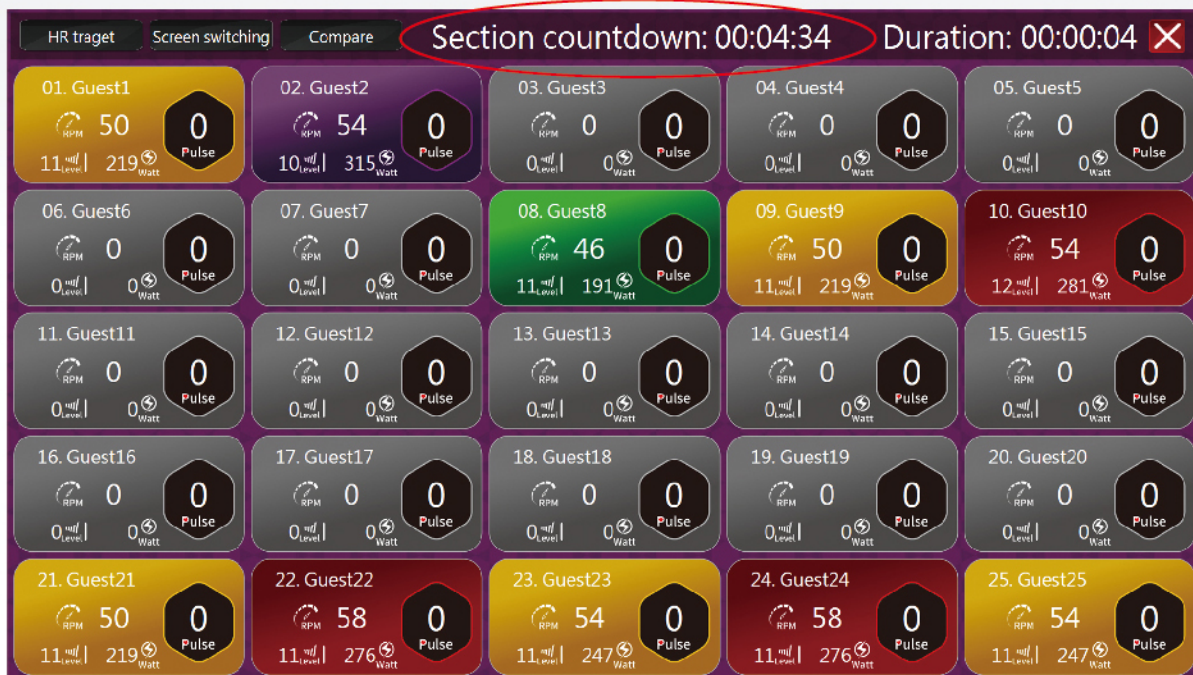 HR traget Screen switching Compare Section countdown: 00:04:34 Duration: 00:00:04
01. Guest1 02. Guest2 03. Guest3 04. Guest4 05. Guest5
RPM 50 0 Pulse RPM 54 0 Pulse RPM 0 0 Pulse RPM 0 0 Pulse RPM 0 0 Pulse
11 Level 219 Watt 10 Level 315 Watt 0 Level 0 Watt 0 Level 0 Watt 0 Level 0 Watt
06. Guest6 07. Guest7 08. Guest8 09. Guest9 10. Guest10
RPM 0 0 Pulse RPM 0 0 Pulse RPM 46 0 Pulse RPM 50 0 Pulse RPM 54 0 Pulse
0 Level 0 Watt 0 Level 0 Watt 11 Level 191 Watt 11 Level 219 Watt 12 Level 281 Watt
11. Guest11 12. Guest12 13. Guest13 14. Guest14 15. Guest15
RPM 0 0 Pulse RPM 0 0 Pulse RPM 0 0 Pulse RPM 0 0 Pulse RPM 0 0 Pulse
0 Level 0 Watt 0 Level 0 Watt 0 Level 0 Watt 0 Level 0 Watt 0 Level 0 Watt
16. Guest16 17. Guest17 18. Guest18 19. Guest19 20. Guest20
RPM 0 0 Pulse RPM 0 0 Pulse RPM 0 0 Pulse RPM 0 0 Pulse RPM 0 0 Pulse
0 Level 0 Watt 0 Level 0 Watt 0 Level 0 Watt 0 Level 0 Watt 0 Level 0 Watt
21. Guest21 22. Guest22 23. Guest23 24. Guest24 25. Guest25
RPM 50 0 Pulse RPM 58 0 Pulse RPM 54 0 Pulse RPM 58 0 Pulse RPM 54 0 Pulse
11 Level 219 Watt 11 Level 276 Watt 11 Level 247 Watt 11 Level 276 Watt 11 Level 247 Watt